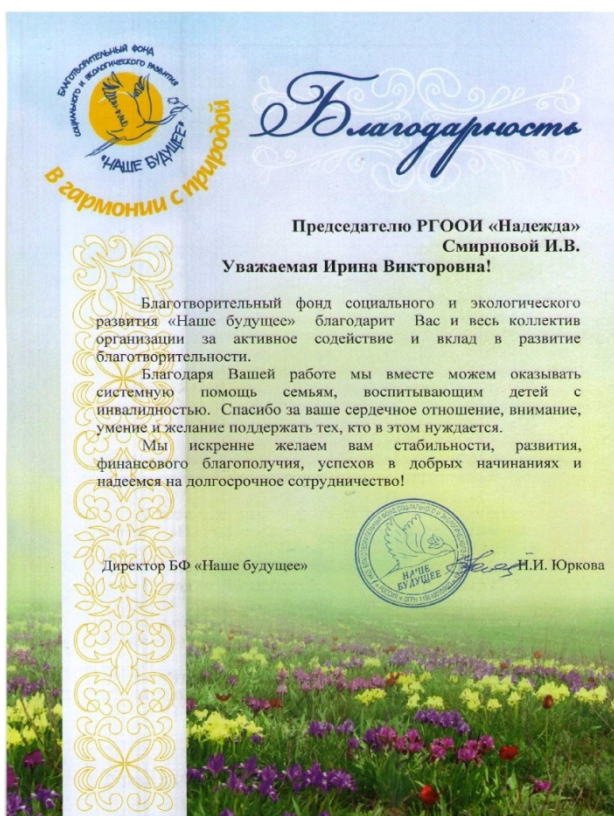 БЛАГОТВОРИТЕЛЬНЫЙ ФОНД
СОЦИАЛЬНОГО И ЭКОЛОГИЧЕСКОГО РАЗВИТИЯ
"НАШЕ БУДУЩЕЕ"
В гармонии с природой
Благодарность
Председателю РГООИ «Надежда»
Смирновой И.В.
Уважаемая Ирина Викторовна!
Благотворительный фонд социального и экологического
развития «Наше будущее» благодарит Вас и весь коллектив
организации за активное содействие и вклад в развитие
благотворительности.
Благодаря Вашей работе мы вместе можем оказывать
системную помощь семьям, воспитывающим детей с
инвалидностью. Спасибо за ваше сердечное отношение, внимание,
умение и желание поддержать тех, кто в этом нуждается.
Мы искренне желаем вам стабильности, развития,
финансового благополучия, успехов в добрых начинаниях и
надеемся на долгосрочное сотрудничество!
НАШЕ
БУДУЩЕЕ
Директор БФ «Наше будущее» Н.И. Юркова